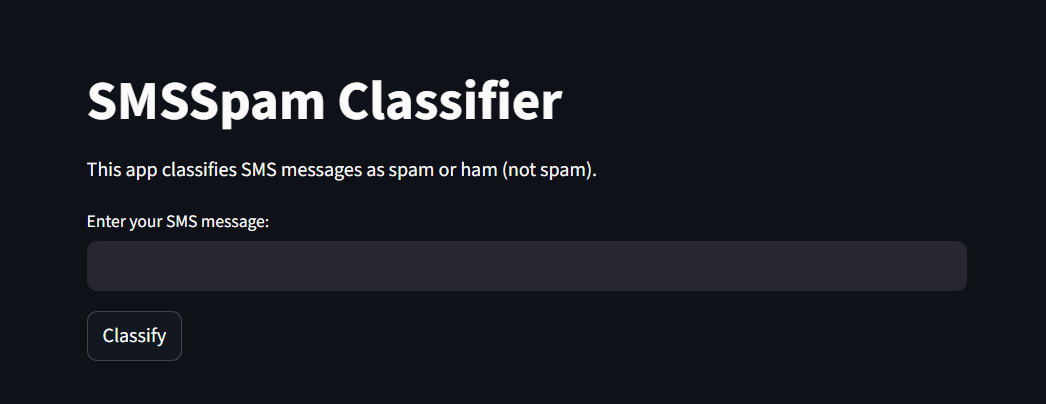 SMSSpam Classifier
This app classifies SMS messages as spam or ham (not spam).
Enter your SMS message:
Classify